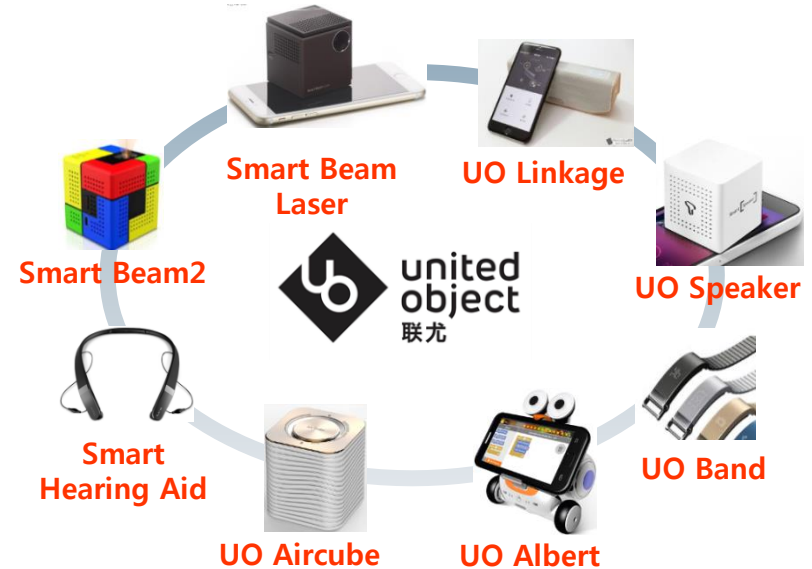 Smart Beam
Laser
UO Linkage
Smart Beam2
UO Speaker
united
object
联尤
Smart
Hearing Aid
UO Band
UO Aircube
UO Albert